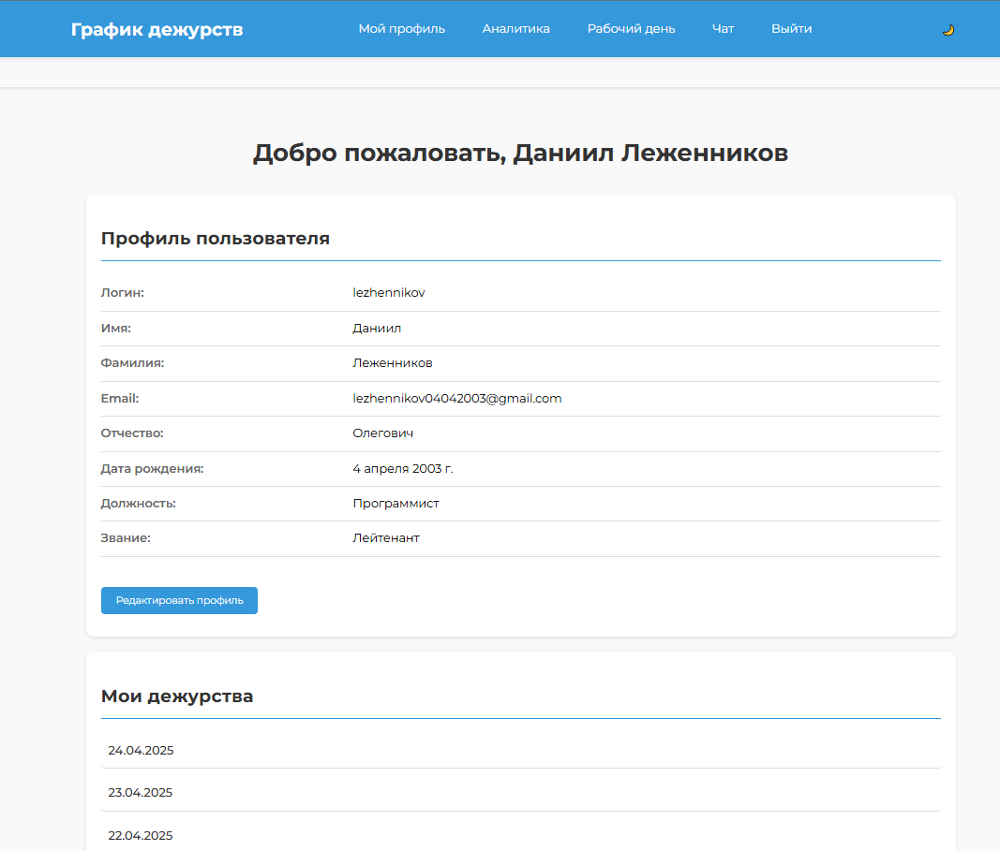 График дежурств Мой профиль Аналитика Рабочий день Чат Выйти
Добро пожаловать, Даниил Леженников
Профиль пользователя
Логин: lezhennikov
Имя: Даниил
Фамилия: Леженников
Email: lezhennikov04042003@gmail.com
Отчество: Олегович
Дата рождения: 4 апреля 2003 г.
Должность: Программист
Звание: Лейтенант
Редактировать профиль
Мои дежурства
24.04.2025
23.04.2025
22.04.2025